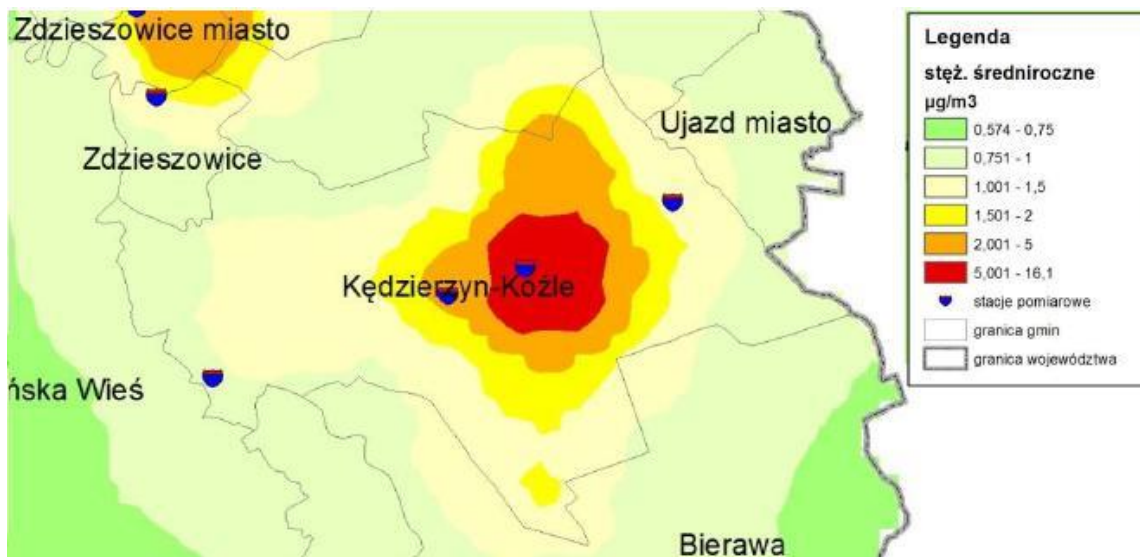 Zdzieszowice miasto
Ujazd miasto
Zdzieszowice
Kędzierzyn-Koźle
ńska Wieś
Bierawa
Legenda
stęż. średniroczne
µg/m3
0,574 - 0,75
0,751 - 1
1,001 - 1,5
1,501 - 2
2,001 - 5
5,001 - 16,1
stacje pomiarowe
granica gmin
granica województwa